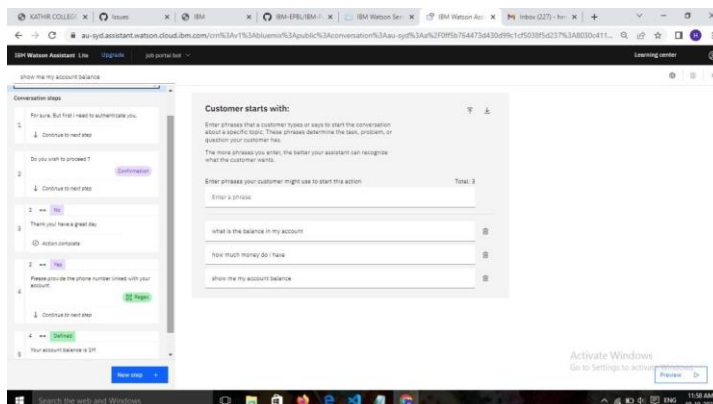 KATHIR COLLEGE
Issues
IBM
IBM-EPBL/IBM-P
IBM Watson Ser
IBM Watson Ass
Inbox (227) -
au-syd.assistant.watson.cloud.ibm.com/
IBM Watson Assistant Lite
Upgrade
job portal bot
Learning center
show me my account balance
Conversation steps
1
For sure. But first i need to authenticate you.
Continue to next step
2
Do you wish to proceed ?
Confirmation
Continue to next step
2 == No
3
Thank you! have a great day
Action complete
2 == Yes
4
Please provide the phone number linked with your
account.
Regex
Continue to next step
4 == Defined
5
Your account balance is
New step +
Customer starts with:
Enter phrases that a customer types or says to start the conversation
about a specific topic. These phrases determine the task, problem, or
question your customer has.
The more phrases you enter, the better your assistant can recognize
what the customer wants.
Enter phrases your customer might use to start this action
Total: 3
Enter a phrase
what is the balance in my account
how much money do i have
show me my account balance
Activate Windows
Go to Settings to activate Windows.
Preview
Search the web and Windows
ENG
11:58 AM